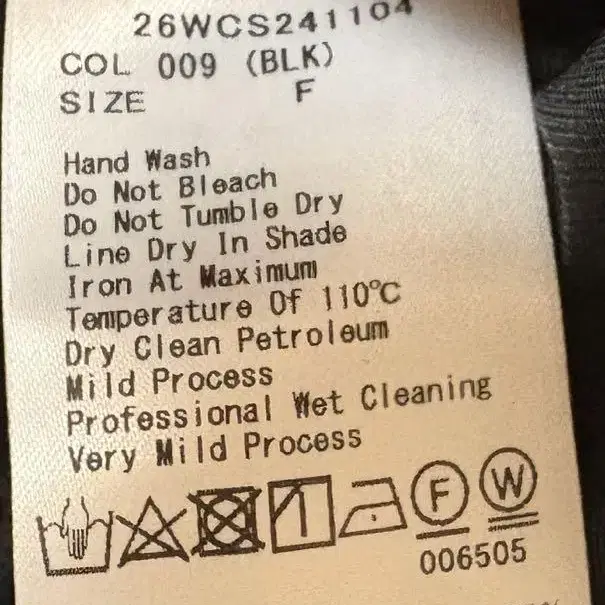 26WCS241104
COL 009 (BLK)
SIZE F
Hand Wash
Do Not Bleach
Do Not Tumble Dry
Line Dry In Shade
Iron At Maximum
Temperature Of 110℃
Dry Clean Petroleum
Mild Process
Professional Wet Cleaning
Very Mild Process
F W
006505